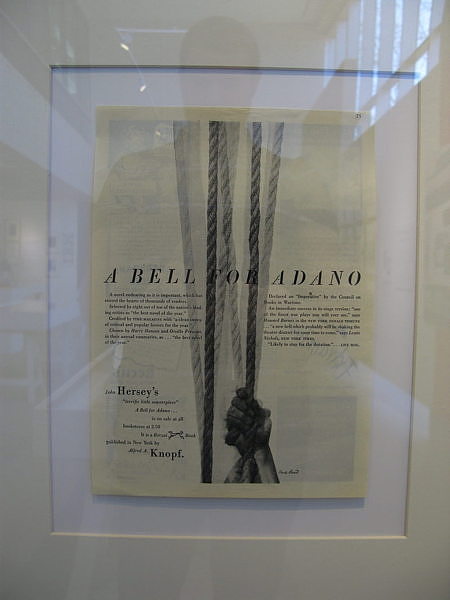 25
A BELL FOR ADANO
A novel endearing as it is important, which has
stirred the hearts of thousands of readers.
Selected by eight out of ten of the nation's lead-
ing critics as "the best novel of the year."
Credited by TIME MAGAZINE with
of critical and popular honors for the year
Chosen by Harry Hansen and Orville Prescott,
in their annual summaries, as . . . "the best novel
of the year."
Declared an "Imperative" by the Council on
Books in Wartime.
An immediate success in its stage version: "one
of the finest war plays you will ever see," says
Howard Barnes in the NEW YORK HERALD TRIBUNE
. . . "a new bell which probably will be shaking the
theater district for some time to come," says Lewis
Nichols, NEW YORK TIMES.
"Likely to stay for the duration." . . . LIFE MAG.
John Hersey's
"terrific little masterpiece"
A Bell for Adano . . .
is on sale at all
bookstores at 2.50
It is a Borzoi Book
published in New York by
Alfred A. Knopf.
Paul Rand